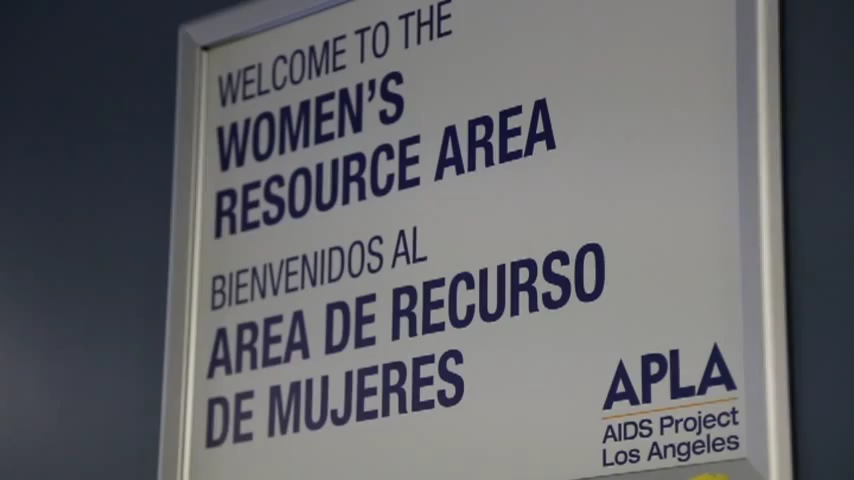 WELCOME TO THE
WOMEN'S
RESOURCE AREA
BIENVENIDOS AL
AREA DE RECURSO
DE MUJERES
APLA
AIDS Project
Los Angeles